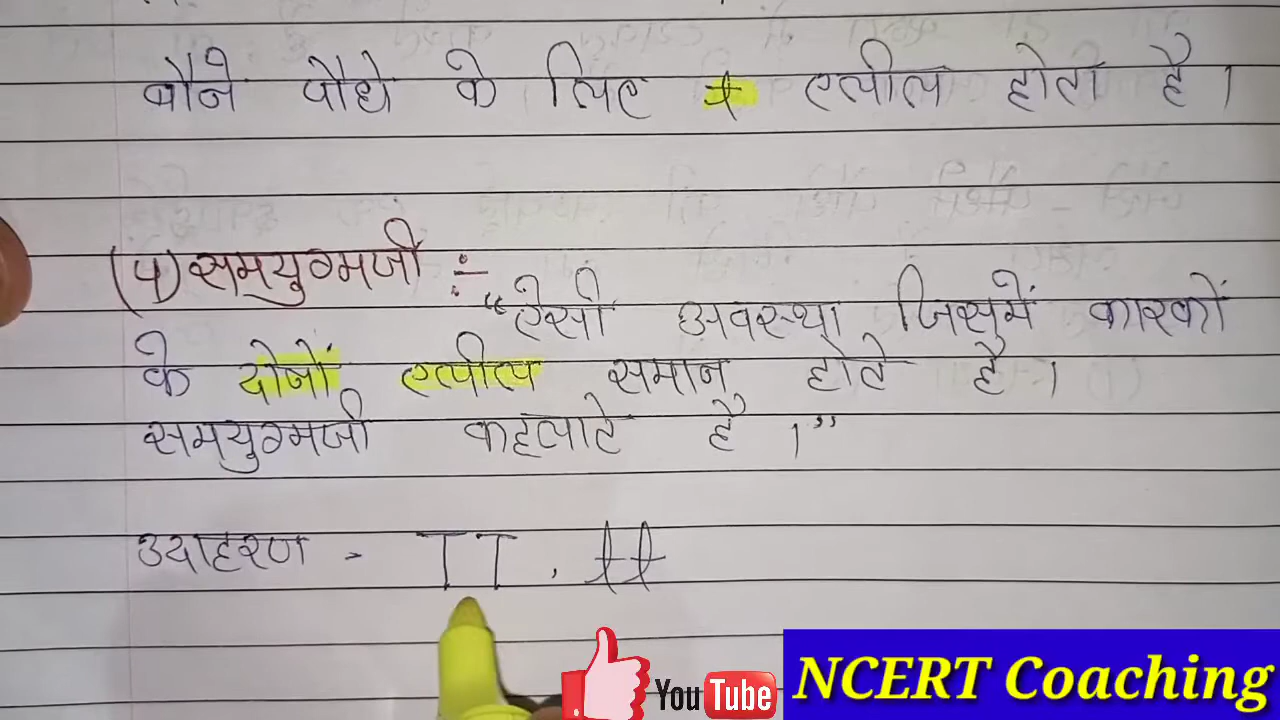 बौने पौधे के लिए t एलील होता है ।
(५) समयुग्मजी ÷
“ऐसी अवस्था जिसमें कारकों
के दोनों एलील समान होते है ।
समयुग्मजी कहलाते है ।”
उदाहरण - TT , tt
YouTube
NCERT Coaching